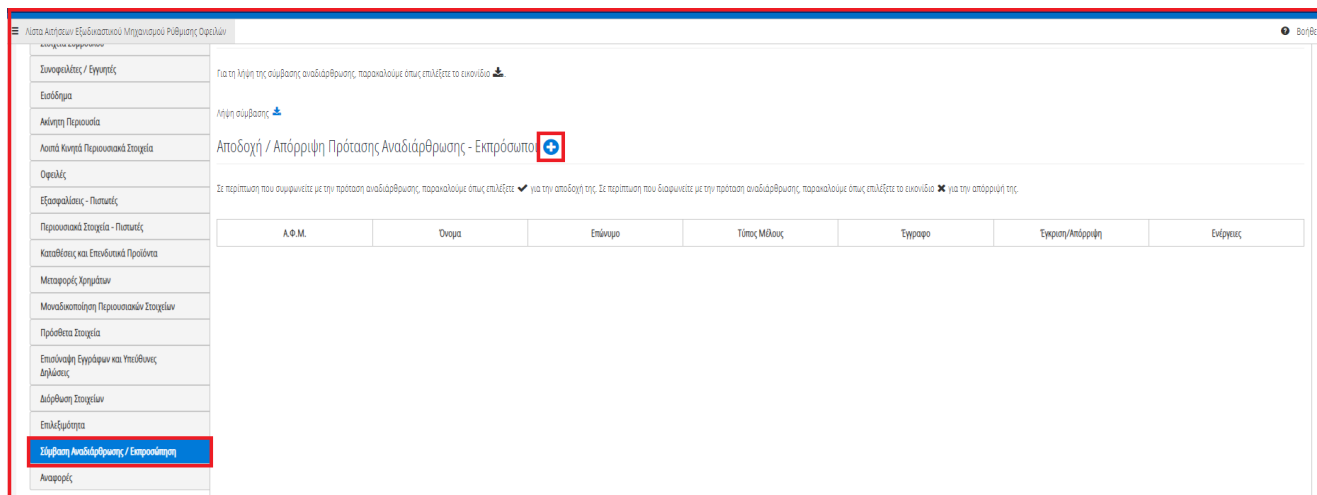 Λίστα Αιτήσεων Εξωδικαστικού Μηχανισμού Ρύθμισης Οφειλών
Βοήθε
Συνοφειλέτες / Εγγυητές
Εισόδημα
Ακίνητη Περιουσία
Λοιπά Κινητά Περιουσιακά Στοιχεία
Οφειλές
Εξασφαλίσεις - Πιστωτές
Περιουσιακά Στοιχεία - Πιστωτές
Καταθέσεις και Επενδυτικά Προϊόντα
Μεταφορές Χρημάτων
Μοναδικοποίηση Περιουσιακών Στοιχείων
Πρόσθετα Στοιχεία
Επισύναψη Εγγράφων και Υπεύθυνες
Δηλώσεις
Διόρθωση Στοιχείων
Επιλεξιμότητα
Σύμβαση Αναδιάρθρωσης / Εκπροσώπηση
Αναφορές
Για τη λήψη της σύμβασης αναδιάρθρωσης, παρακαλούμε όπως επιλέξετε το εικονίδιο .
Λήψη σύμβασης
Αποδοχή / Απόρριψη Πρότασης Αναδιάρθρωσης - Εκπρόσωποι
Σε περίπτωση που συμφωνείτε με την πρόταση αναδιάρθρωσης, παρακαλούμε όπως επιλέξετε ✔ για την αποδοχή της. Σε περίπτωση που διαφωνείτε με την πρόταση αναδιάρθρωσης, παρακαλούμε όπως επιλέξετε το εικονίδιο ✖ για την απόρριψή της.
Α.Φ.Μ. Όνομα Επώνυμο Τύπος Μέλους Έγγραφο Έγκριση/Απόρριψη Ενέργειες